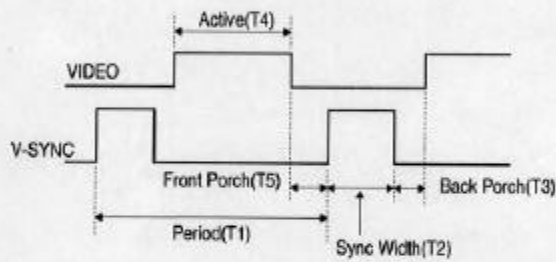 Active(T4)
VIDEO
V-SYNC
Front Porch(T5)
Back Porch(T3)
Period(T1)
Sync Width(T2)